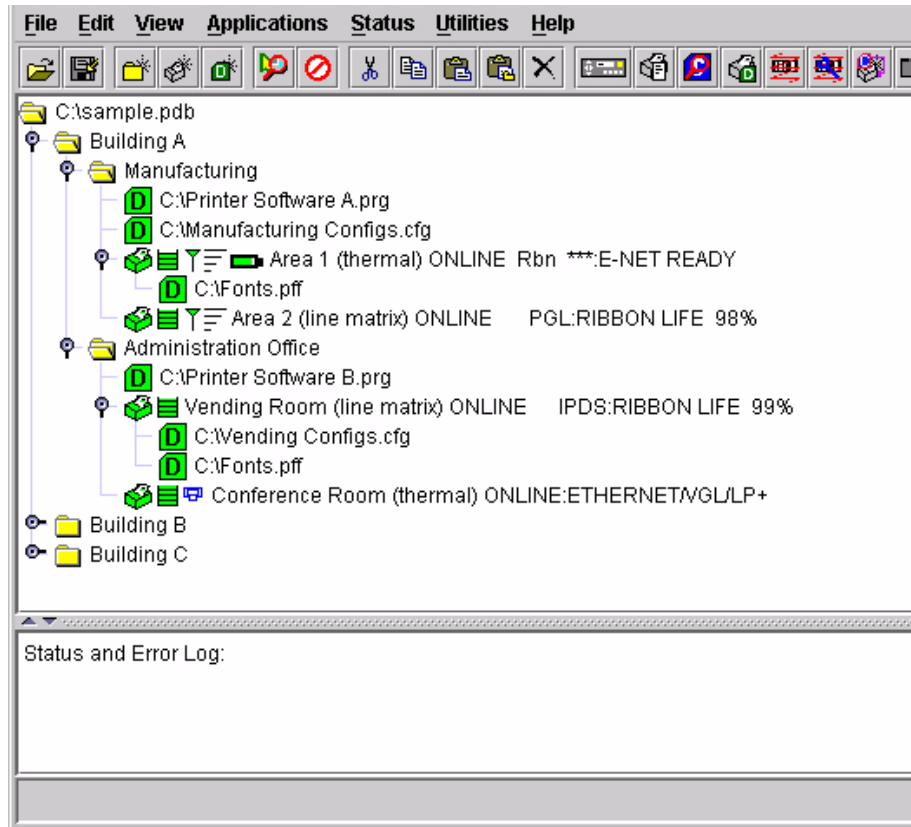 File Edit View Applications Status Utilities Help
C:\sample.pdb
Building A
Manufacturing
D C:\Printer Software A.prg
D C:\Manufacturing Configs.cfg
Area 1 (thermal) ONLINE Rbn ***:E-NET READY
D C:\Fonts.pff
Area 2 (line matrix) ONLINE PGL:RIBBON LIFE 98%
Administration Office
D C:\Printer Software B.prg
Vending Room (line matrix) ONLINE IPDS:RIBBON LIFE 99%
D C:\Vending Configs.cfg
D C:\Fonts.pff
Conference Room (thermal) ONLINE:ETHERNET/VGL/LP+
Building B
Building C
Status and Error Log: